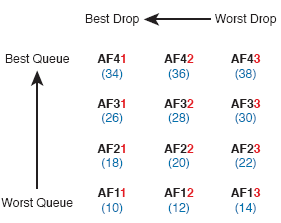 Best Drop Worst Drop
Best Queue AF41 AF42 AF43
(34) (36) (38)
AF31 AF32 AF33
(26) (28) (30)
AF21 AF22 AF23
(18) (20) (22)
Worst Queue AF11 AF12 AF13
(10) (12) (14)